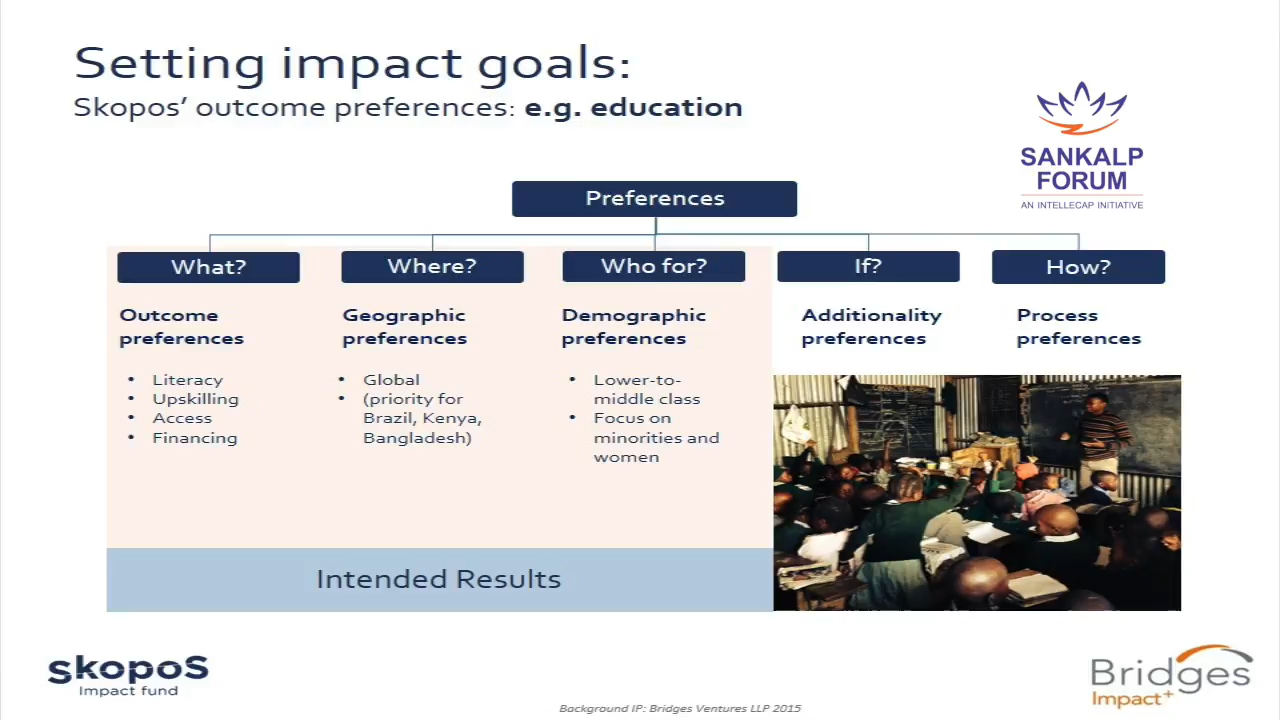 Setting impact goals:
Skopos' outcome preferences: e.g. education
SANKALP
FORUM
AN INTELLECAP INITIATIVE
Preferences
What?
Where?
Who for?
If?
How?
Outcome
preferences
• Literacy
• Upskilling
• Access
• Financing
Geographic
preferences
• Global
• (priority for
Brazil, Kenya,
Bangladesh)
Demographic
preferences
• Lower-to-
middle class
• Focus on
minorities and
women
Additionality
preferences
Process
preferences
Intended Results
skopos
Impact fund
Background IP: Bridges Ventures LLP 2015
Bridges
Impact+